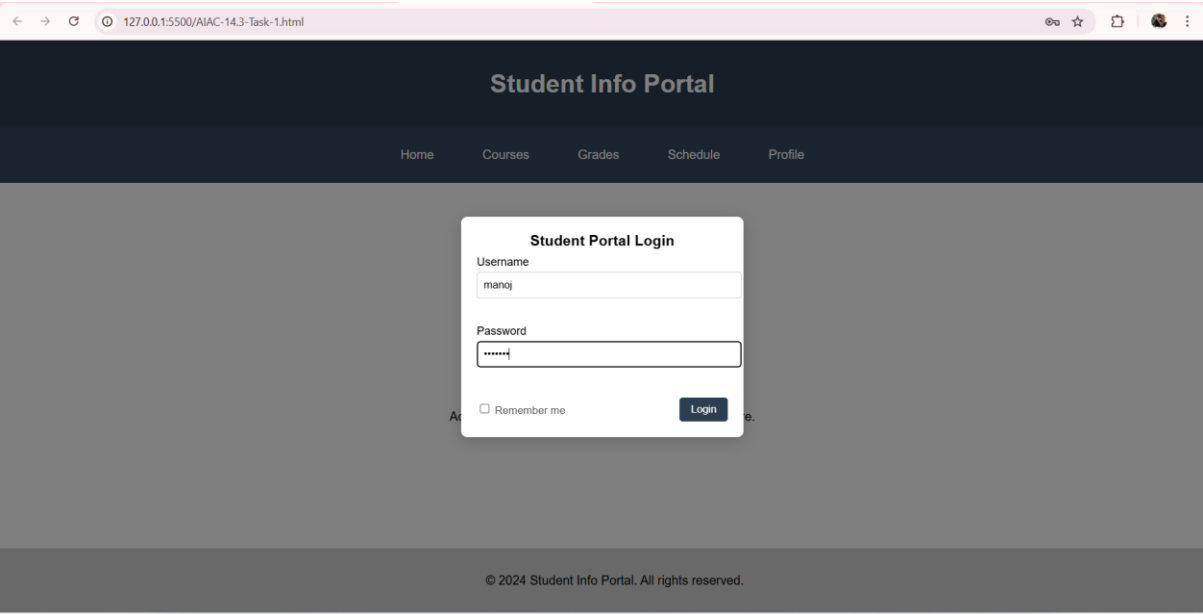 127.0.0.1:5500/AIAC-14.3-Task-1.html
Student Info Portal
Home Courses Grades Schedule Profile
Student Portal Login
Username
manoj
Password
•••••••
Remember me Login
© 2024 Student Info Portal. All rights reserved.